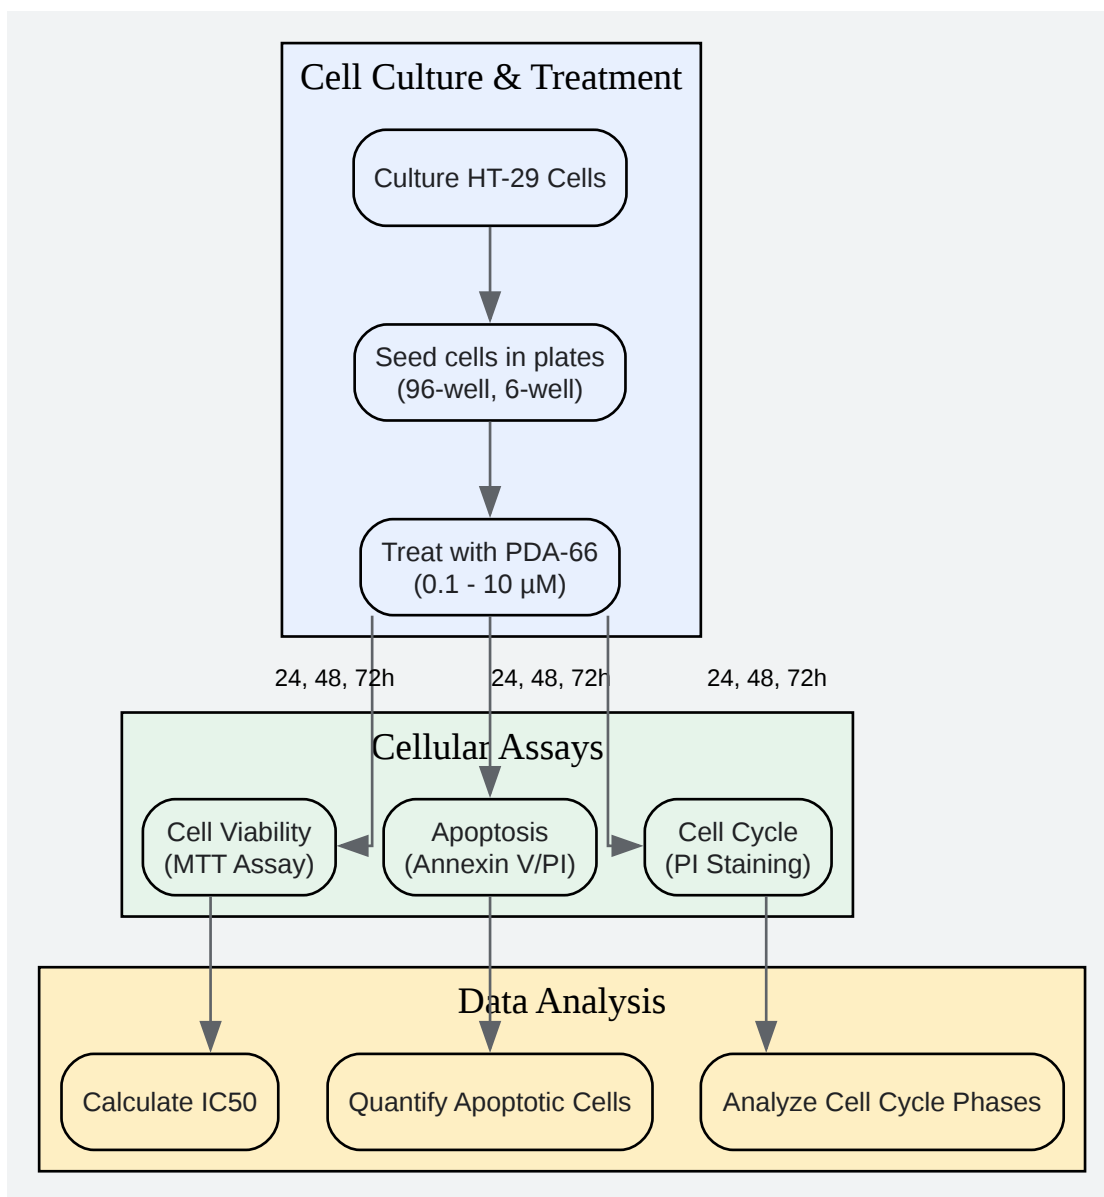 Cell Culture & Treatment
Culture HT-29 Cells
Seed cells in plates
(96-well, 6-well)
Treat with PDA-66
(0.1 - 10 µM)
24, 48, 72h
24, 48, 72h
24, 48, 72h
Cellular Assays
Cell Viability
(MTT Assay)
Apoptosis
(Annexin V/PI)
Cell Cycle
(PI Staining)
Data Analysis
Calculate IC50
Quantify Apoptotic Cells
Analyze Cell Cycle Phases